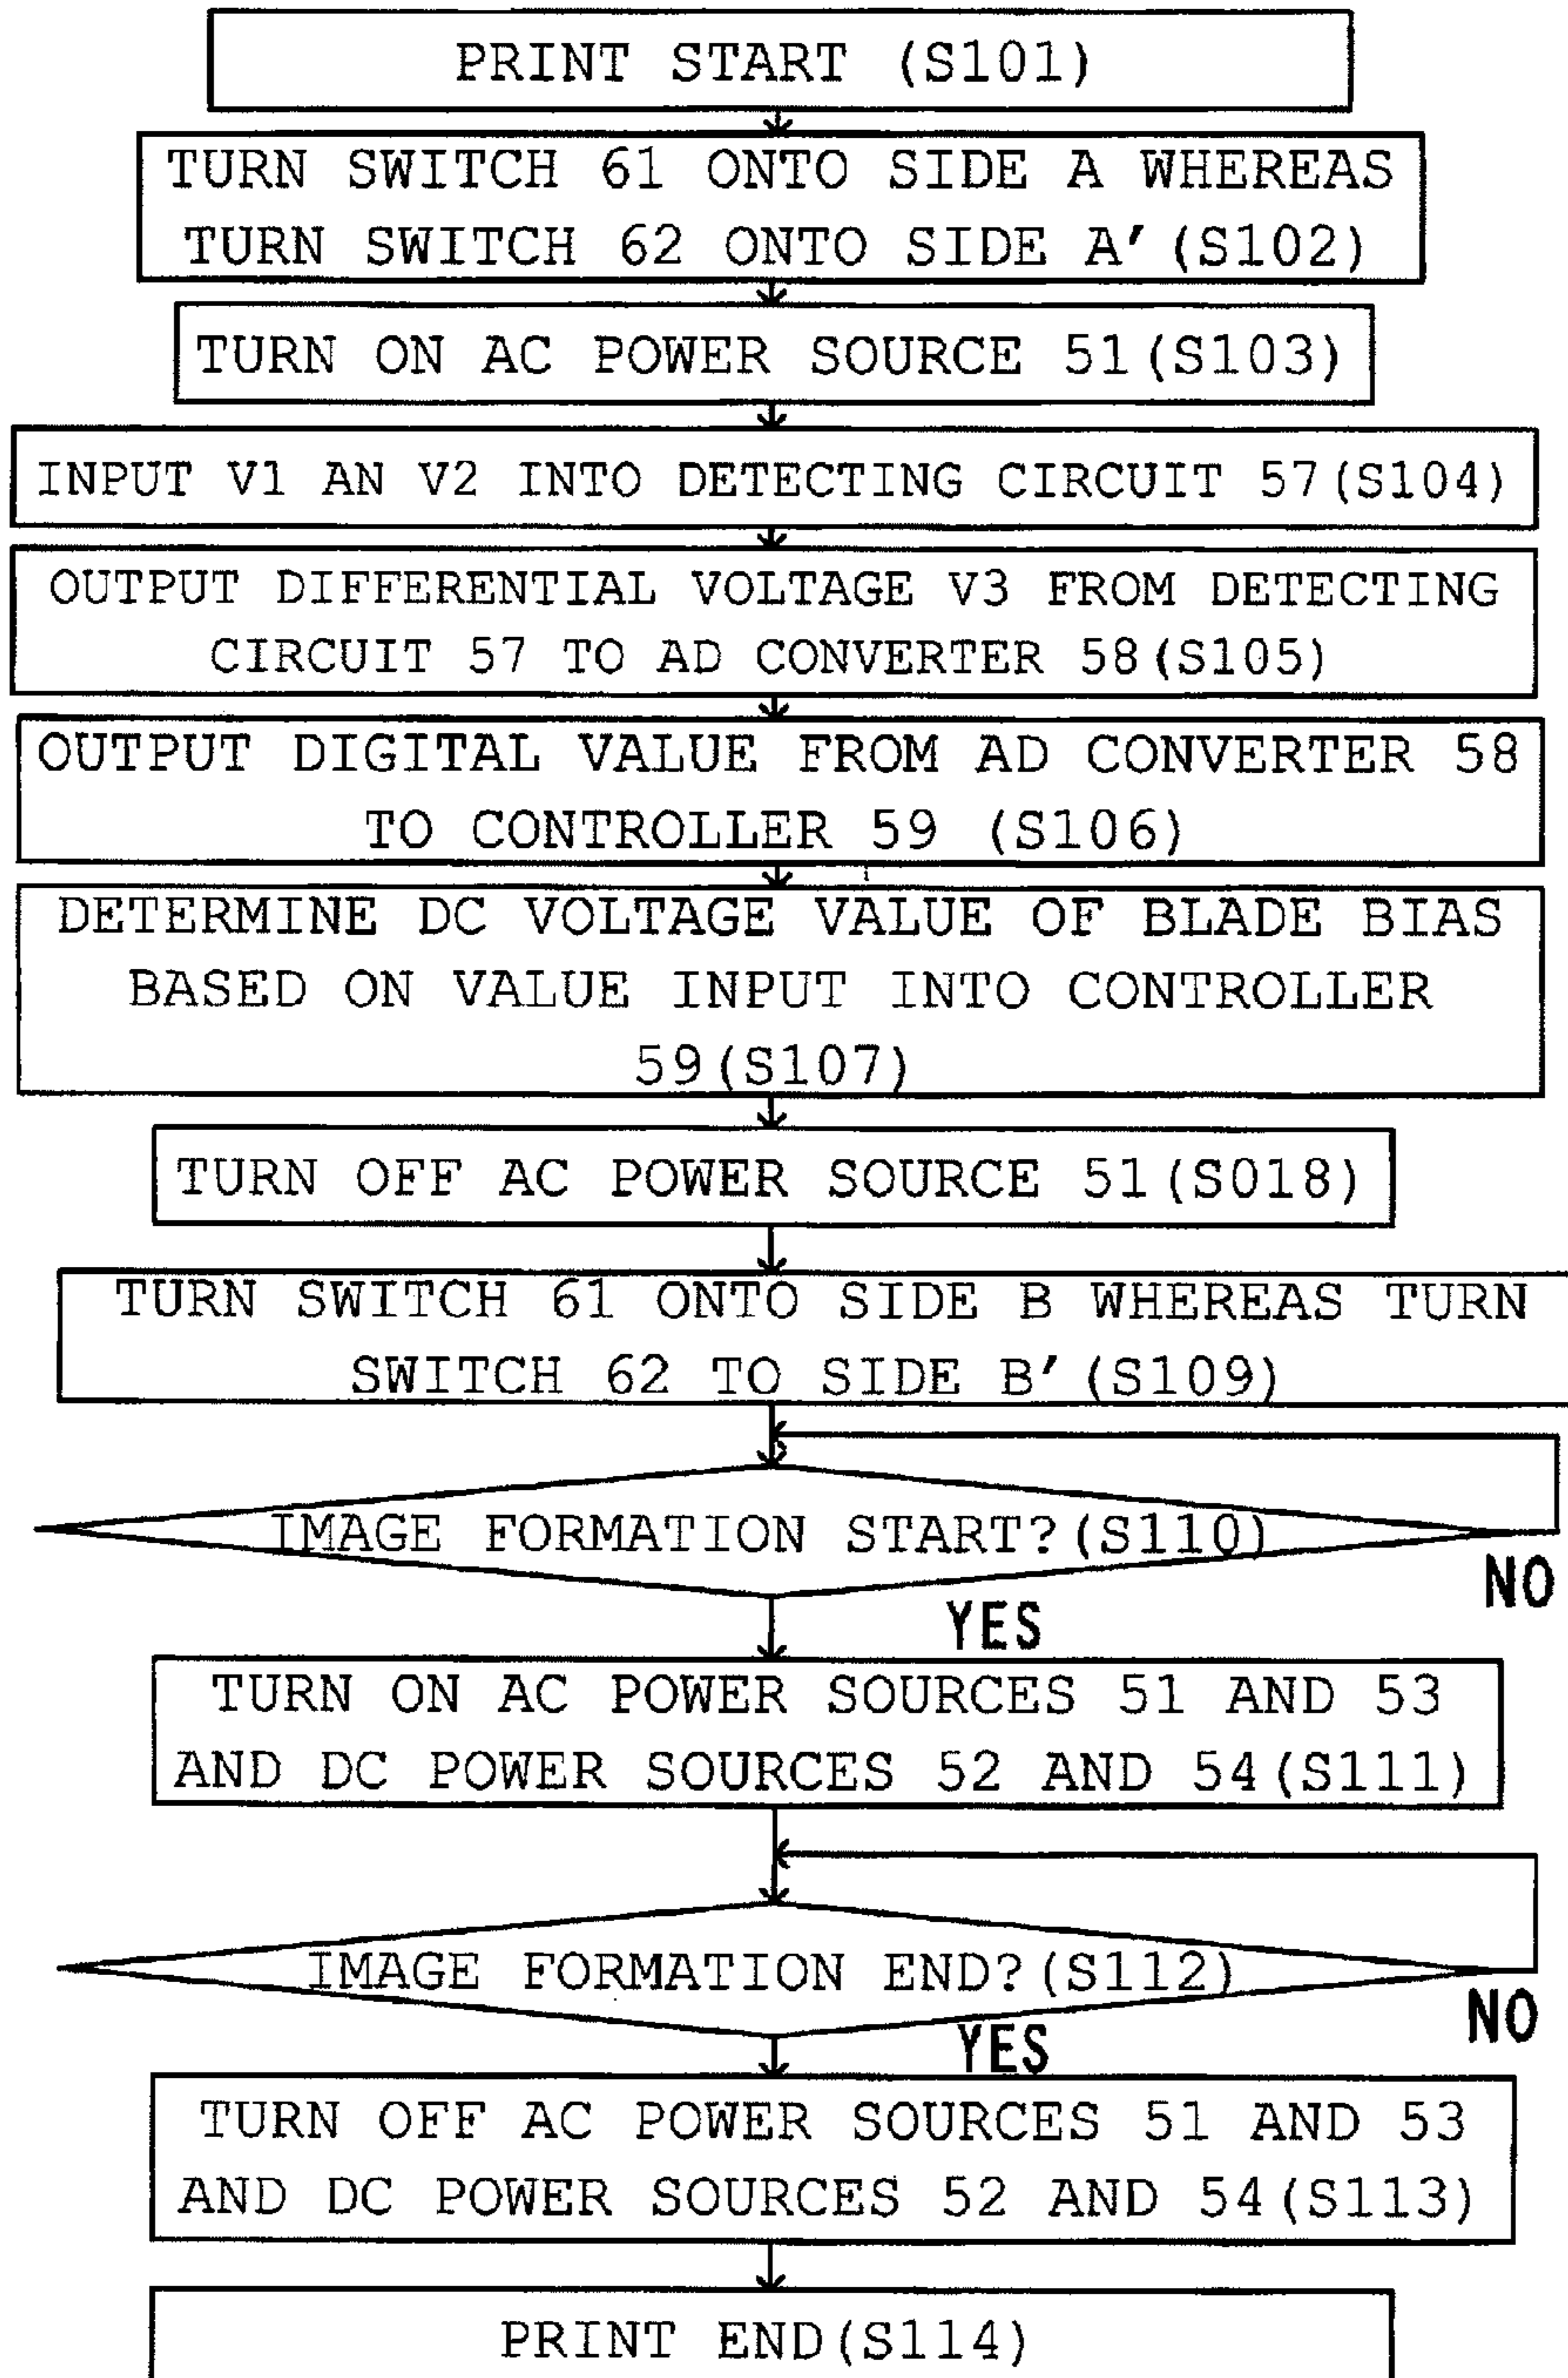 PRINT START (S101)
TURN SWITCH 61 ONTO SIDE A WHEREAS
TURN SWITCH 62 ONTO SIDE A'(S102)
TURN ON AC POWER SOURCE 51(S103)
INPUT V1 AN V2 INTO DETECTING CIRCUIT 57(S104)
OUTPUT DIFFERENTIAL VOLTAGE V3 FROM DETECTING
CIRCUIT 57 TO AD CONVERTER 58(S105)
OUTPUT DIGITAL VALUE FROM AD CONVERTER 58
TO CONTROLLER 59 (S106)
DETERMINE DC VOLTAGE VALUE OF BLADE BIAS
BASED ON VALUE INPUT INTO CONTROLLER
59(S107)
TURN OFF AC POWER SOURCE 51(S018)
TURN SWITCH 61 ONTO SIDE B WHEREAS TURN
SWITCH 62 TO SIDE B'(S109)
IMAGE FORMATION START?(S110)
NO
YES
TURN ON AC POWER SOURCES 51 AND 53
AND DC POWER SOURCES 52 AND 54(S111)
IMAGE FORMATION END?(S112)
NO
YES
TURN OFF AC POWER SOURCES 51 AND 53
AND DC POWER SOURCES 52 AND 54(S113)
PRINT END(S114)